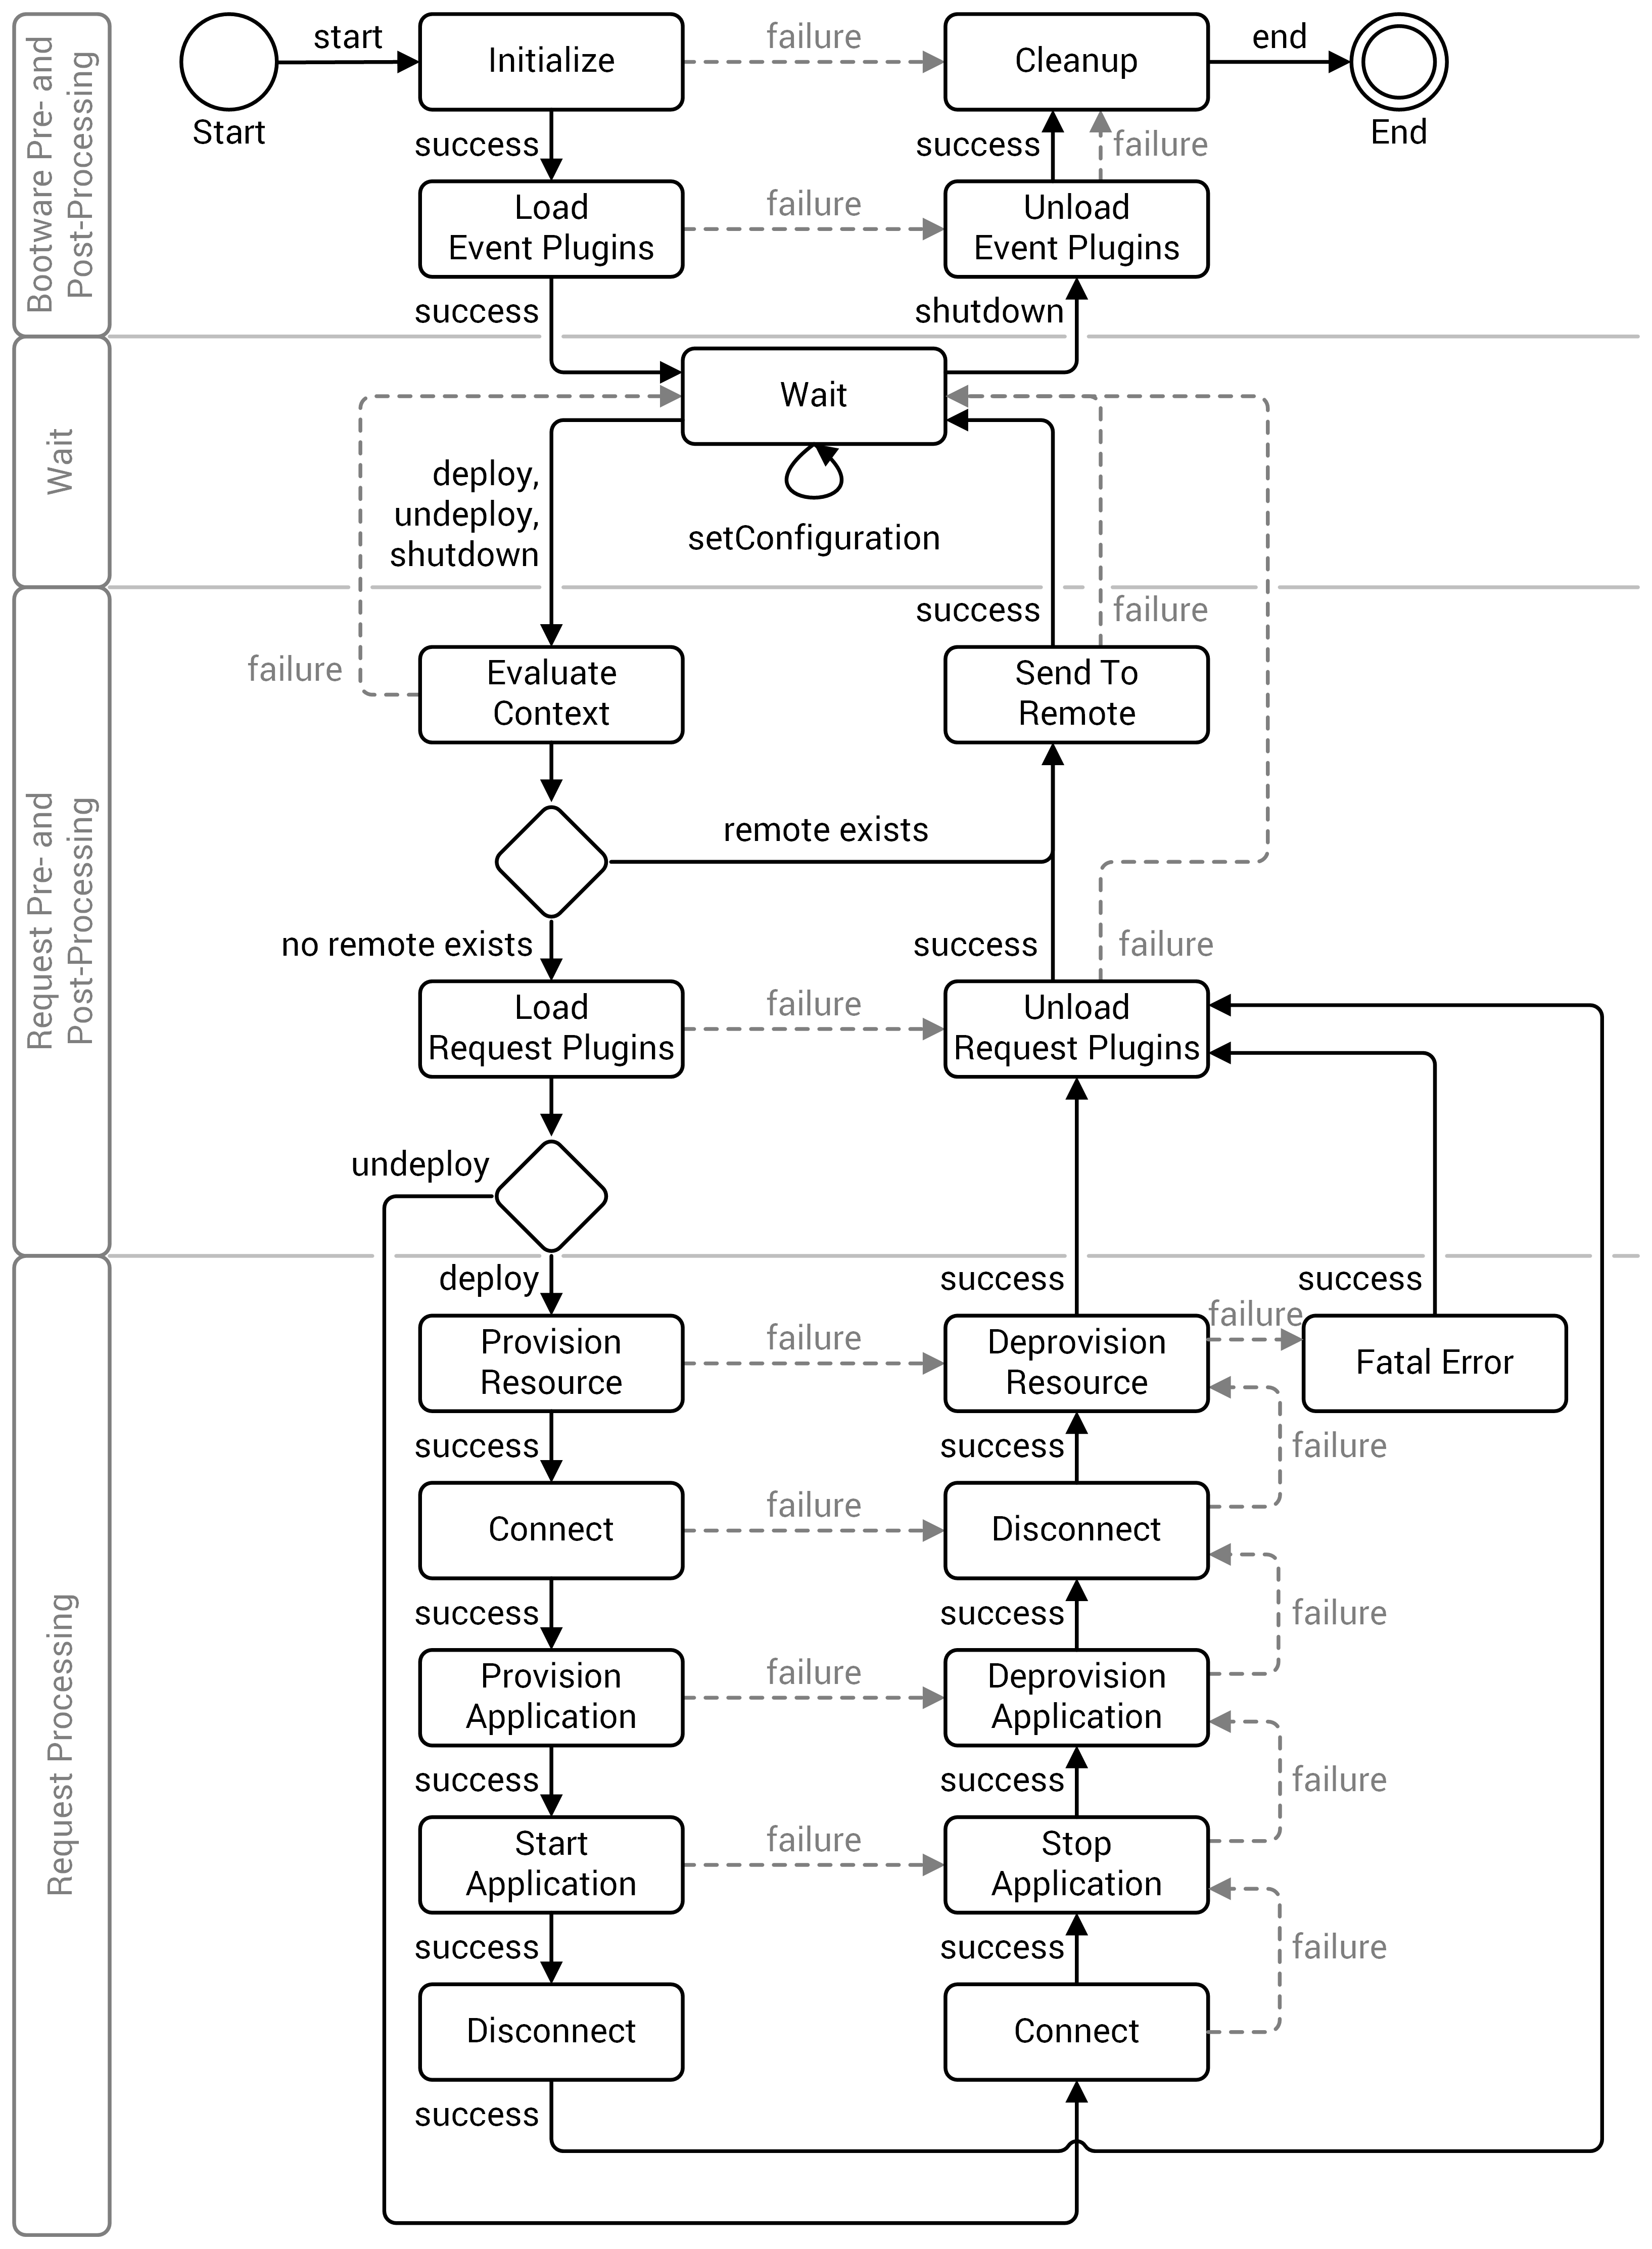 Bootware Pre- and
Post-Processing
start
Initialize
failure
Cleanup
end
Start
End
success
success
failure
Load
Event Plugins
failure
Unload
Event Plugins
success
shutdown
Wait
Wait
deploy,
undeploy,
shutdown
setConfiguration
Request Pre- and
Post-Processing
success
failure
failure
Evaluate
Context
Send To
Remote
remote exists
no remote exists
success
failure
Load
Request Plugins
failure
Unload
Request Plugins
undeploy
Request Processing
deploy
success
success
failure
Provision
Resource
failure
Deprovision
Resource
Fatal Error
success
success
failure
Connect
failure
Disconnect
success
success
failure
Provision
Application
failure
Deprovision
Application
success
success
failure
Start
Application
failure
Stop
Application
success
success
failure
Disconnect
Connect
success